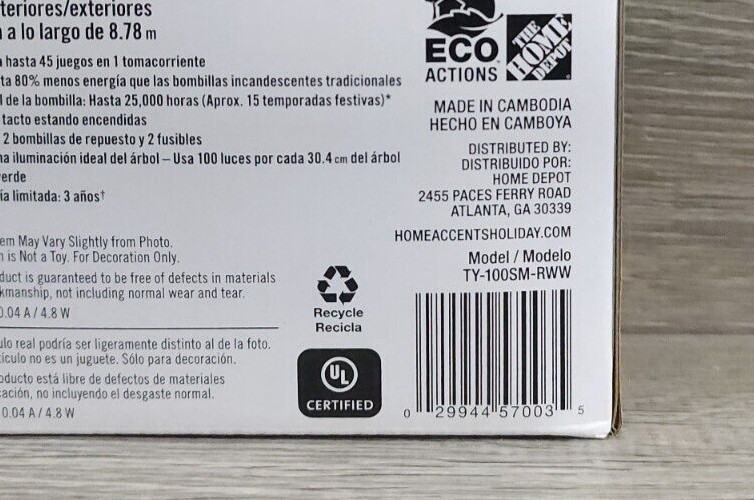 teriores/exteriores
a lo largo de 8.78 m
hasta 45 juegos en 1 tomacorriente
ta 80% menos energía que las bombillas incandescentes tradicionales
l de la bombilla: Hasta 25,000 horas (Aprox. 15 temporadas festivas)*
tacto estando encendidas
2 bombillas de repuesto y 2 fusibles
na iluminación ideal del árbol – Usa 100 luces por cada 30.4 cm del árbol
erde
ía limitada: 3 años†
em May Vary Slightly from Photo.
n is Not a Toy. For Decoration Only.
duct is guaranteed to be free of defects in materials
kmanship, not including normal wear and tear.
0.04 A / 4.8 W
ulo real podría ser ligeramente distinto al de la foto.
tículo no es un juguete. Sólo para decoración.
oducto está libre de defectos de materiales
cación, no incluyendo el desgaste normal.
0.04 A / 4.8 W
Recycle
Recicla
UL
CERTIFIED
ECO
ACTIONS
THE
HOME
DEPOT
MADE IN CAMBODIA
HECHO EN CAMBOYA
DISTRIBUTED BY:
DISTRIBUIDO POR:
HOME DEPOT
2455 PACES FERRY ROAD
ATLANTA, GA 30339
HOMEACCENTSHOLIDAY.COM
Model / Modelo
TY-100SM-RWW
0 29944 57003 5